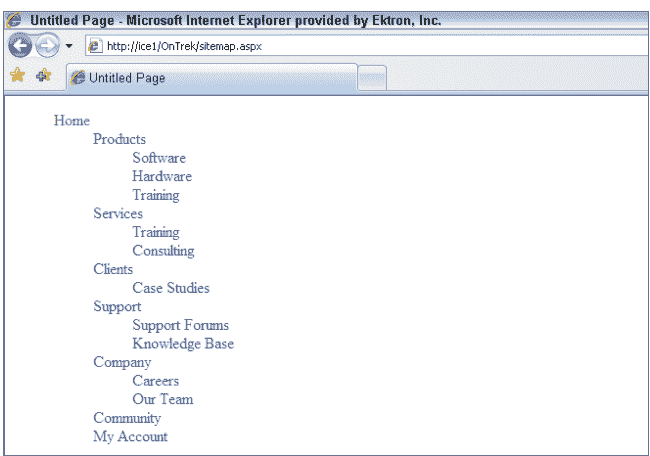 Untitled Page - Microsoft Internet Explorer provided by Ektron, Inc.
http://ice1/OnTrek/sitemap.aspx
Untitled Page
Home
Products
Software
Hardware
Training
Services
Training
Consulting
Clients
Case Studies
Support
Support Forums
Knowledge Base
Company
Careers
Our Team
Community
My Account